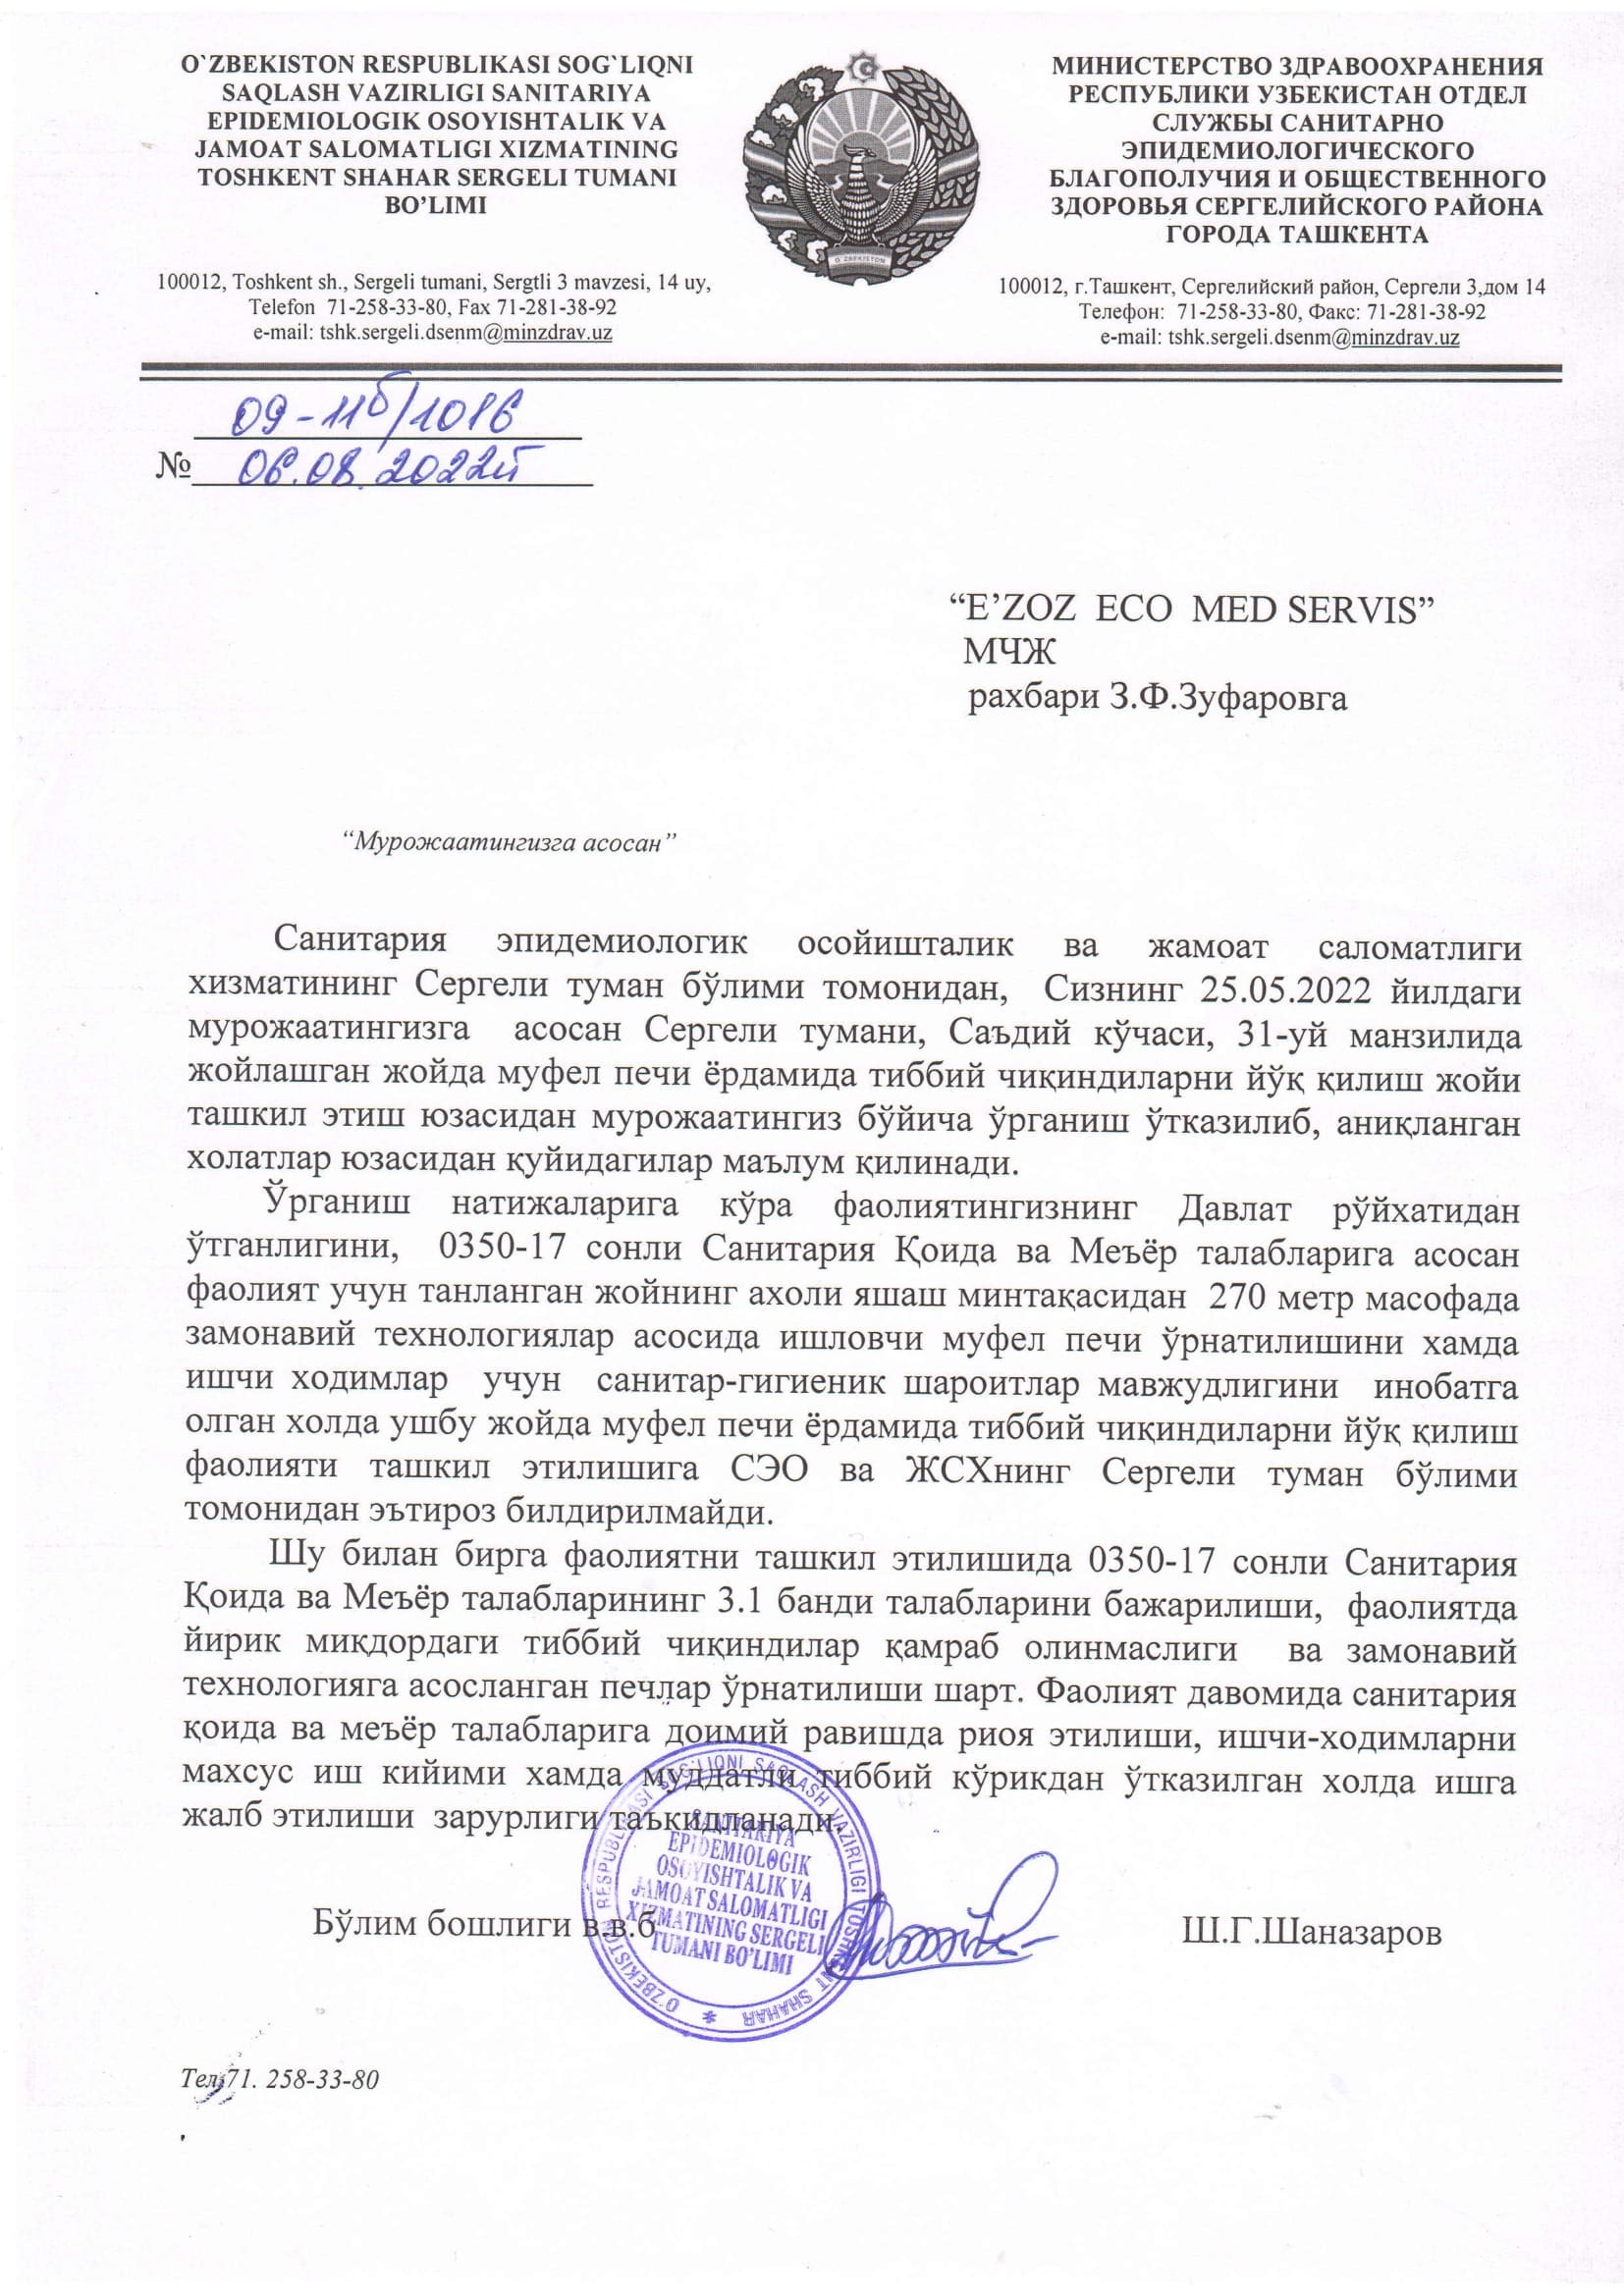 O`ZBEKISTON RESPUBLIKASI SOG`LIQNI
SAQLASH VAZIRLIGI SANITARIYA
EPIDEMIOLOGIK OSOYISHTALIK VA
JAMOAT SALOMATLIGI XIZMATINING
TOSHKENT SHAHAR SERGELI TUMANI
BO’LIMI
100012, Toshkent sh., Sergeli tumani, Sergtli 3 mavzesi, 14 uy,
Telefon 71-258-33-80, Fax 71-281-38-92
e-mail: tshk.sergeli.dsenm@minzdrav.uz
O`ZBEKISTON
МИНИСТЕРСТВО ЗДРАВООХРАНЕНИЯ
РЕСПУБЛИКИ УЗБЕКИСТАН ОТДЕЛ
СЛУЖБЫ САНИТАРНО
ЭПИДЕМИОЛОГИЧЕСКОГО
БЛАГОПОЛУЧИЯ И ОБЩЕСТВЕННОГО
ЗДОРОВЬЯ СЕРГЕЛИЙСКОГО РАЙОНА
ГОРОДА ТАШКЕНТА
100012, г.Ташкент, Сергелийский район, Сергели 3,дом 14
Телефон: 71-258-33-80, Факс: 71-281-38-92
e-mail: tshk.sergeli.dsenm@minzdrav.uz
09-11б/1086
№ 06.08.2022й
“E’ZOZ ECO MED SERVIS”
МЧЖ
рахбари З.Ф.Зуфаровга
“Мурожаатингизга асосан”
Санитария эпидемиологик осойишталик ва жамоат саломатлиги
хизматининг Сергели туман бўлими томонидан, Сизнинг 25.05.2022 йилдаги
мурожаатингизга асосан Сергели тумани, Саъдий кўчаси, 31-уй манзилида
жойлашган жойда муфел печи ёрдамида тиббий чиқиндиларни йўқ қилиш жойи
ташкил этиш юзасидан мурожаатингиз бўйича ўрганиш ўтказилиб, аниқланган
холатлар юзасидан қуйидагилар маълум қилинади.
Ўрганиш натижаларига кўра фаолиятингизнинг Давлат рўйхатидан
ўтганлигини, 0350-17 сонли Санитария Қоида ва Меъёр талабларига асосан
фаолият учун танланган жойнинг ахоли яшаш минтақасидан 270 метр масофада
замонавий технологиялар асосида ишловчи муфел печи ўрнатилишини хамда
ишчи ходимлар учун санитар-гигиеник шароитлар мавжудлигини инобатга
олган холда ушбу жойда муфел печи ёрдамида тиббий чиқиндиларни йўқ қилиш
фаолияти ташкил этилишига СЭО ва ЖСХнинг Сергели туман бўлими
томонидан эътироз билдирилмайди.
Шу билан бирга фаолиятни ташкил этилишида 0350-17 сонли Санитария
Қоида ва Меъёр талабларининг 3.1 банди талабларини бажарилиши, фаолиятда
йирик миқдордаги тиббий чиқиндилар қамраб олинмаслиги ва замонавий
технологияга асосланган печлар ўрнатилиши шарт. Фаолият давомида санитария
қоида ва меъёр талабларига доимий равишда риоя этилиши, ишчи-ходимларни
махсус иш кийими хамда муддатли тиббий кўрикдан ўтказилган холда ишга
жалб этилиши зарурлиги таъкидланади.
Бўлим бошлиги в.в.б
Ш.Г.Шаназаров
O'ZBEKISTON RESPUBLIKASI SOG'LIQNI SAQLASH VAZIRLIGI TOSHKENT SHAHAR
SANITARIYA
EPIDEMIOLOGIK
OSOYISHTALIK VA
JAMOAT SALOMATLIGI
XIZMATINING SERGELI
TUMANI BO'LIMI
Тел:71. 258-33-80